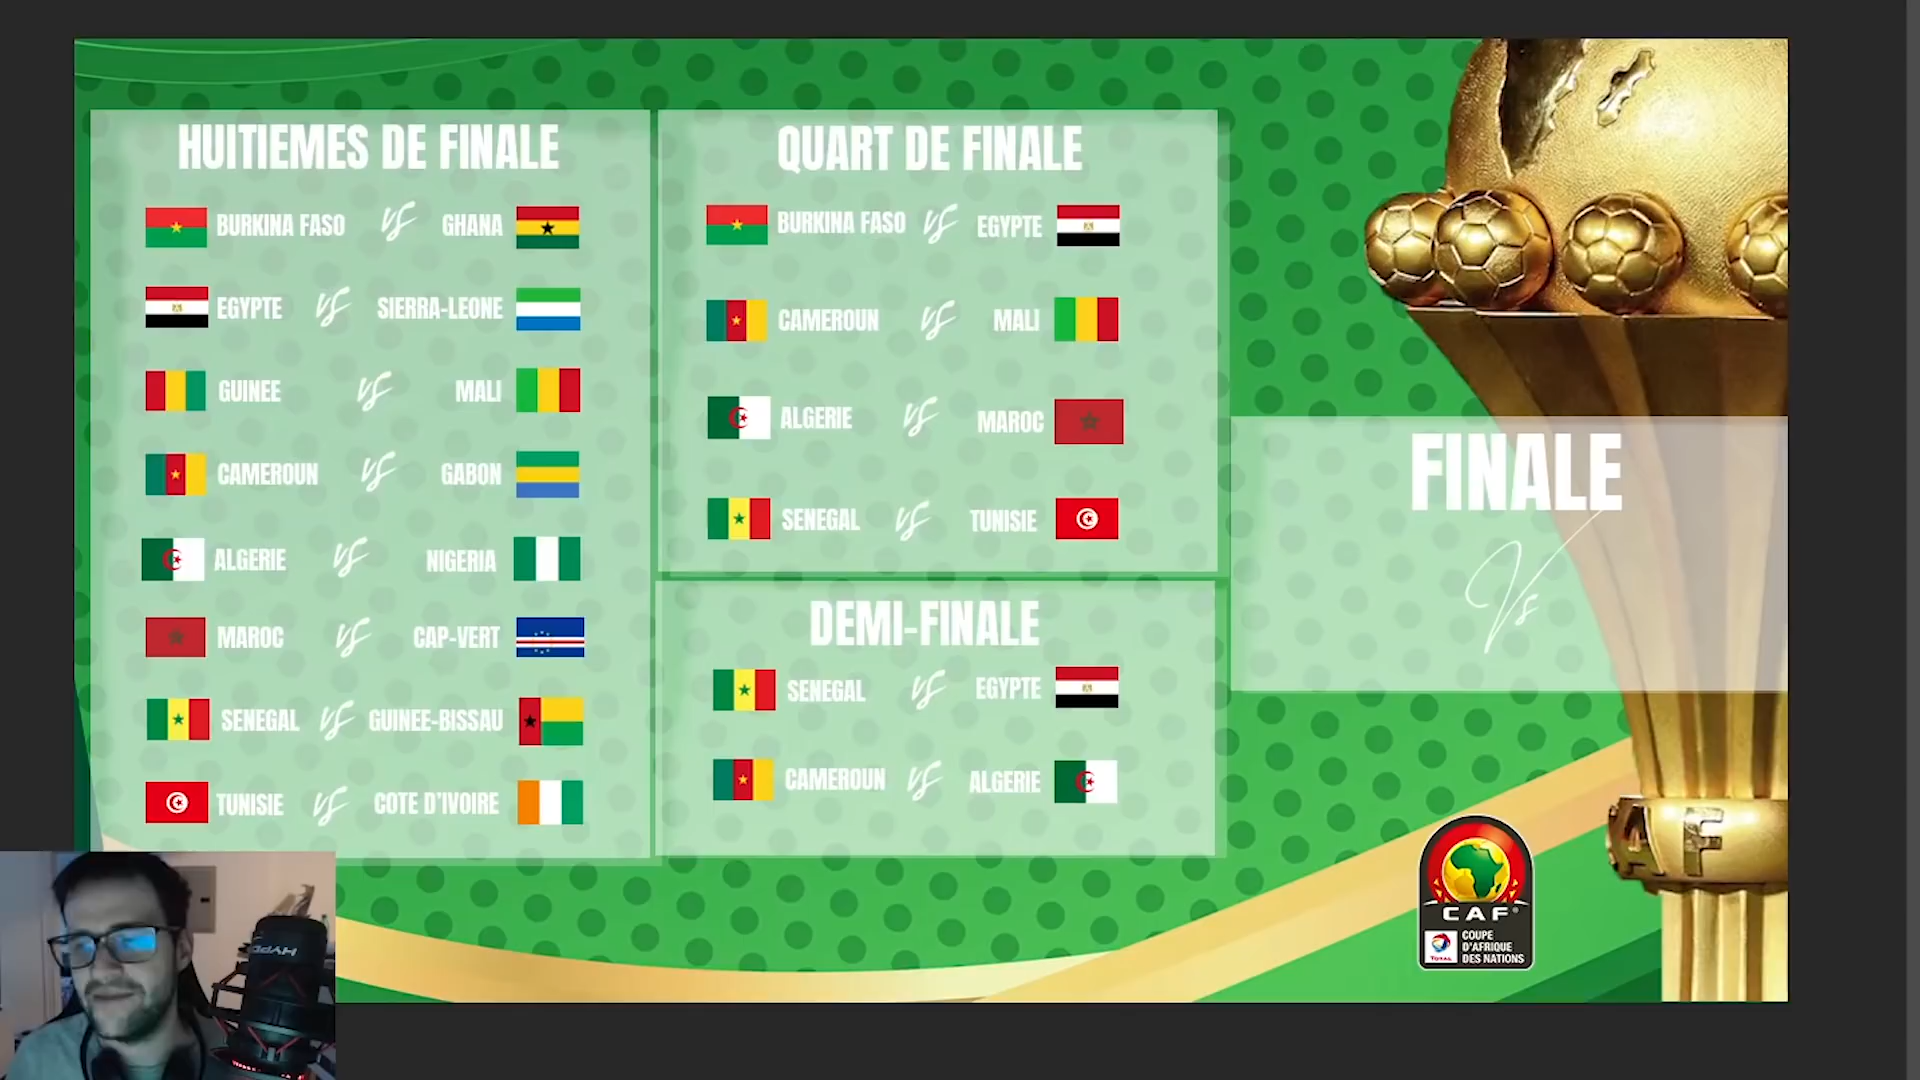 HUITIEMES DE FINALE
BURKINA FASO VS GHANA
EGYPTE VS SIERRA-LEONE
GUINEE VS MALI
CAMEROUN VS GABON
ALGERIE VS NIGERIA
MAROC VS CAP-VERT
SENEGAL VS GUINEE-BISSAU
TUNISIE VS COTE D'IVOIRE
QUART DE FINALE
BURKINA FASO VS EGYPTE
CAMEROUN VS MALI
ALGERIE VS MAROC
SENEGAL VS TUNISIE
DEMI-FINALE
SENEGAL VS EGYPTE
CAMEROUN VS ALGERIE
FINALE
Vs
AF
CAF
TOTAL
COUPE
D'AFRIQUE
DES NATIONS